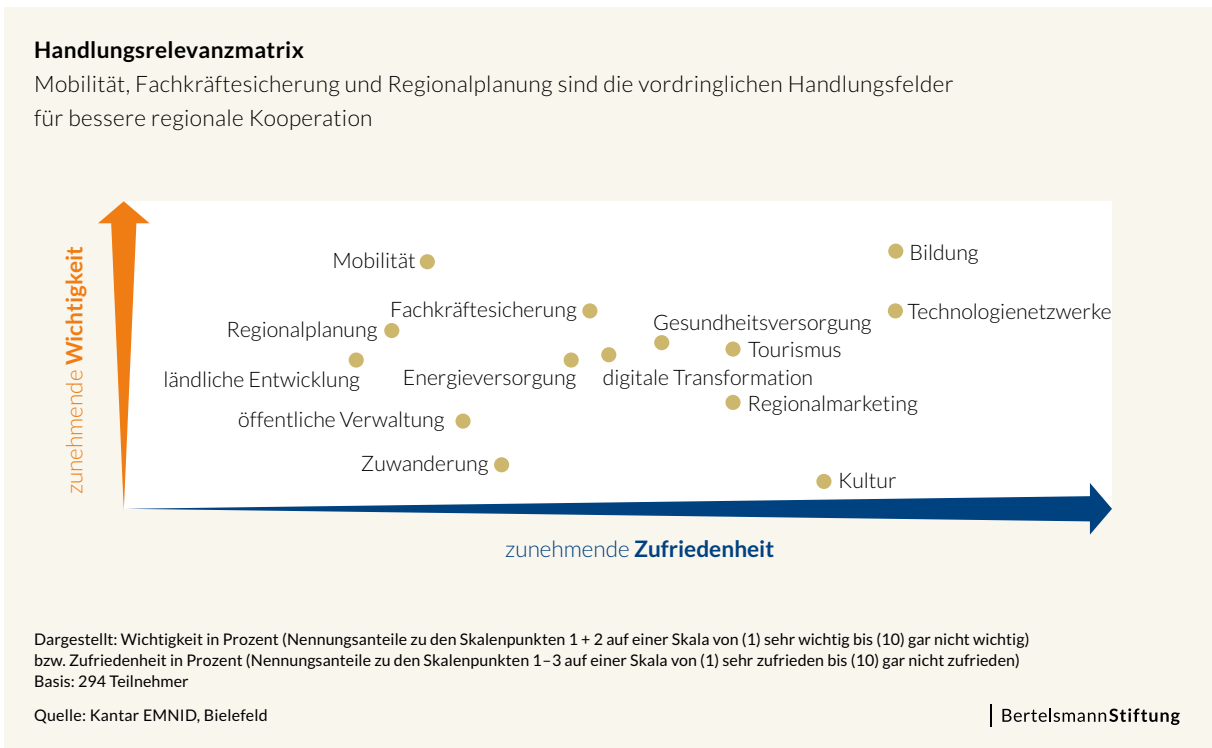 Handlungsrelevanzmatrix
Mobilität, Fachkräftesicherung und Regionalplanung sind die vordringlichen Handlungsfelder
für bessere regionale Kooperation
zunehmende Wichtigkeit
Mobilität
Bildung
Fachkräftesicherung
Technologienetzwerke
Regionalplanung
Gesundheitsversorgung
Tourismus
ländliche Entwicklung
Energieversorgung
digitale Transformation
Regionalmarketing
öffentliche Verwaltung
Zuwanderung
Kultur
zunehmende Zufriedenheit
Dargestellt: Wichtigkeit in Prozent (Nennungsanteile zu den Skalenpunkten 1 + 2 auf einer Skala von (1) sehr wichtig bis (10) gar nicht wichtig)
bzw. Zufriedenheit in Prozent (Nennungsanteile zu den Skalenpunkten 1–3 auf einer Skala von (1) sehr zufrieden bis (10) gar nicht zufrieden)
Basis: 294 Teilnehmer
Quelle: Kantar EMNID, Bielefeld
BertelsmannStiftung